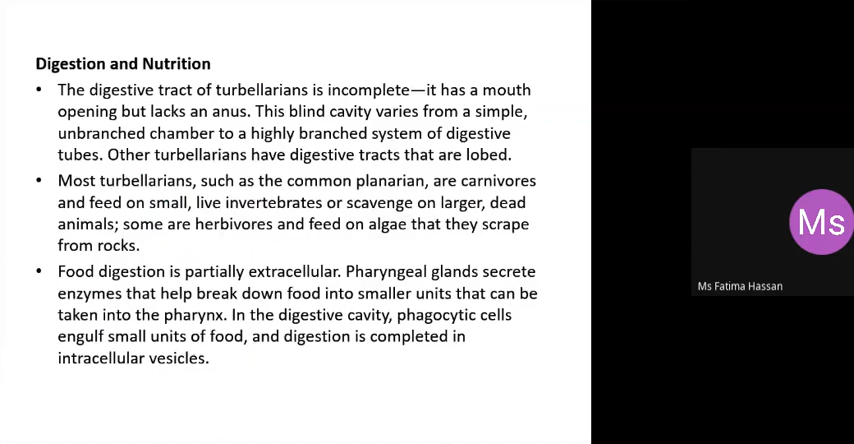 Digestion and Nutrition
• The digestive tract of turbellarians is incomplete—it has a mouth
opening but lacks an anus. This blind cavity varies from a simple,
unbranched chamber to a highly branched system of digestive
tubes. Other turbellarians have digestive tracts that are lobed.
• Most turbellarians, such as the common planarian, are carnivores
and feed on small, live invertebrates or scavenge on larger, dead
animals; some are herbivores and feed on algae that they scrape
from rocks.
• Food digestion is partially extracellular. Pharyngeal glands secrete
enzymes that help break down food into smaller units that can be
taken into the pharynx. In the digestive cavity, phagocytic cells
engulf small units of food, and digestion is completed in
intracellular vesicles.
Ms
Ms Fatima Hassan